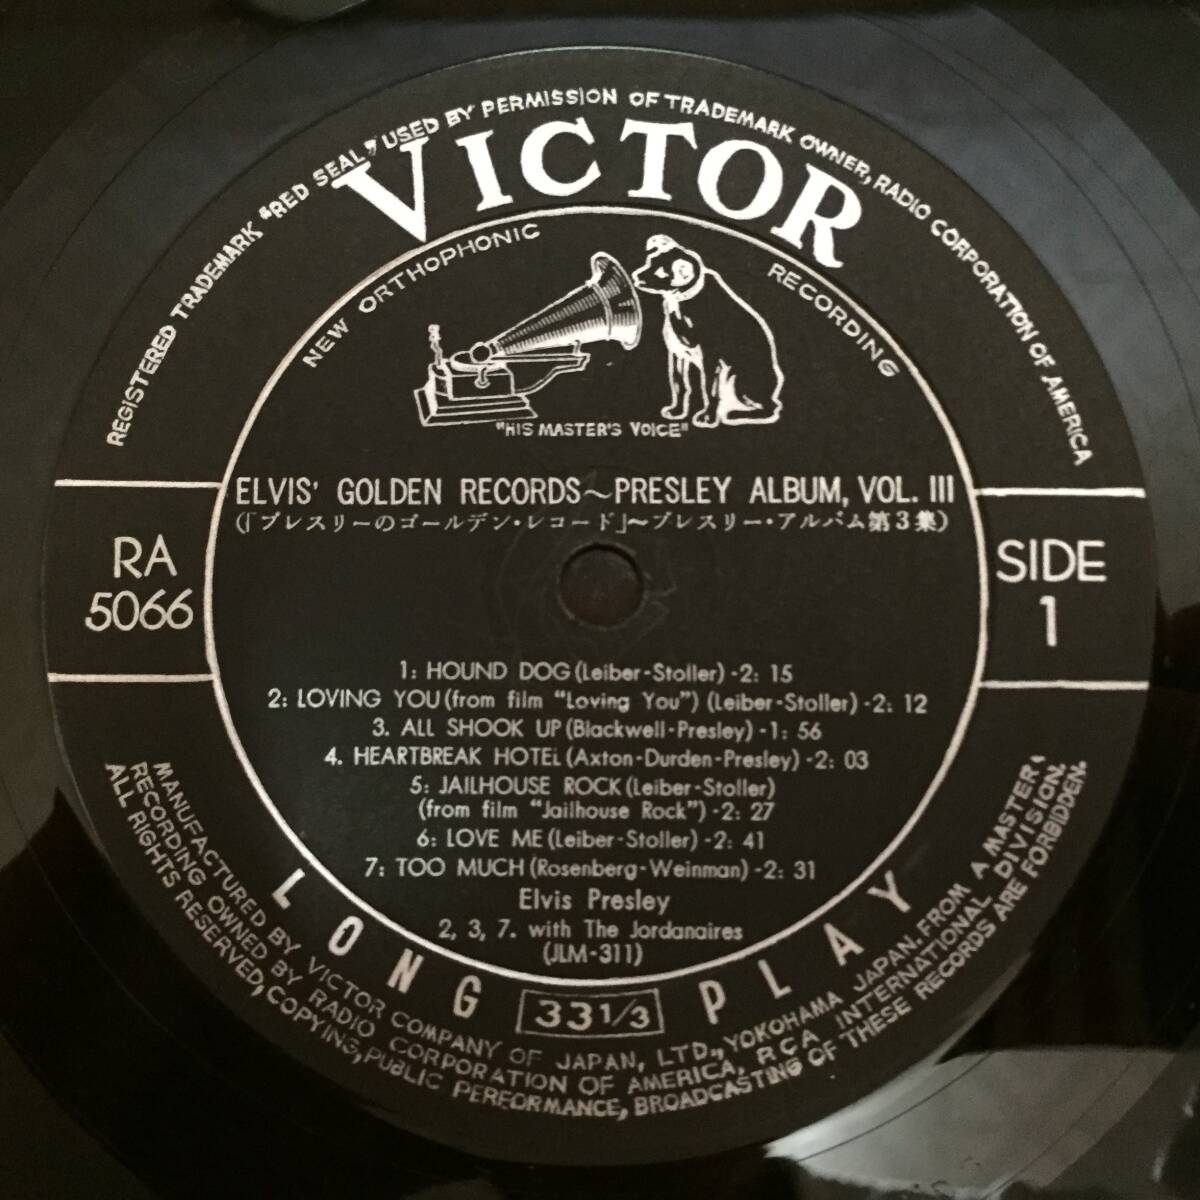 REGISTERED TRADEMARK "RED SEAL" USED BY PERMISSION OF TRADEMARK OWNER, RADIO CORPORATION OF AMERICA
VICTOR
NEW ORTHOPHONIC RECORDING
"HIS MASTER'S VOICE"
ELVIS' GOLDEN RECORDS~PRESLEY ALBUM, VOL. III
(「プレスリーのゴールデン・レコード」~プレスリー・アルバム第3集)
RA
5066
SIDE
1
1: HOUND DOG (Leiber-Stoller) -2: 15
2: LOVING YOU (from film "Loving You") (Leiber-Stoller) -2: 12
3. ALL SHOOK UP (Blackwell-Presley) -1: 56
4. HEARTBREAK HOTEL (Axton-Durden-Presley) -2: 03
5: JAILHOUSE ROCK (Leiber-Stoller)
(from film "Jailhouse Rock") -2: 27
6: LOVE ME (Leiber-Stoller) -2: 41
7: TOO MUCH (Rosenberg-Weinman) -2: 31
Elvis Presley
2, 3, 7. with The Jordanaires
(JLM-311)
LONG 33 1/3 PLAY
MANUFACTURED BY VICTOR COMPANY OF JAPAN, LTD., YOKOHAMA JAPAN. FROM A MASTER
RECORDING OWNED BY RADIO CORPORATION OF AMERICA, RCA INTERNATIONAL DIVISION.
ALL RIGHTS RESERVED, COPYING, PUBLIC PEREORMANCE, BROADCASTING OF THESE RECORDS ARE FORBIDDEN.